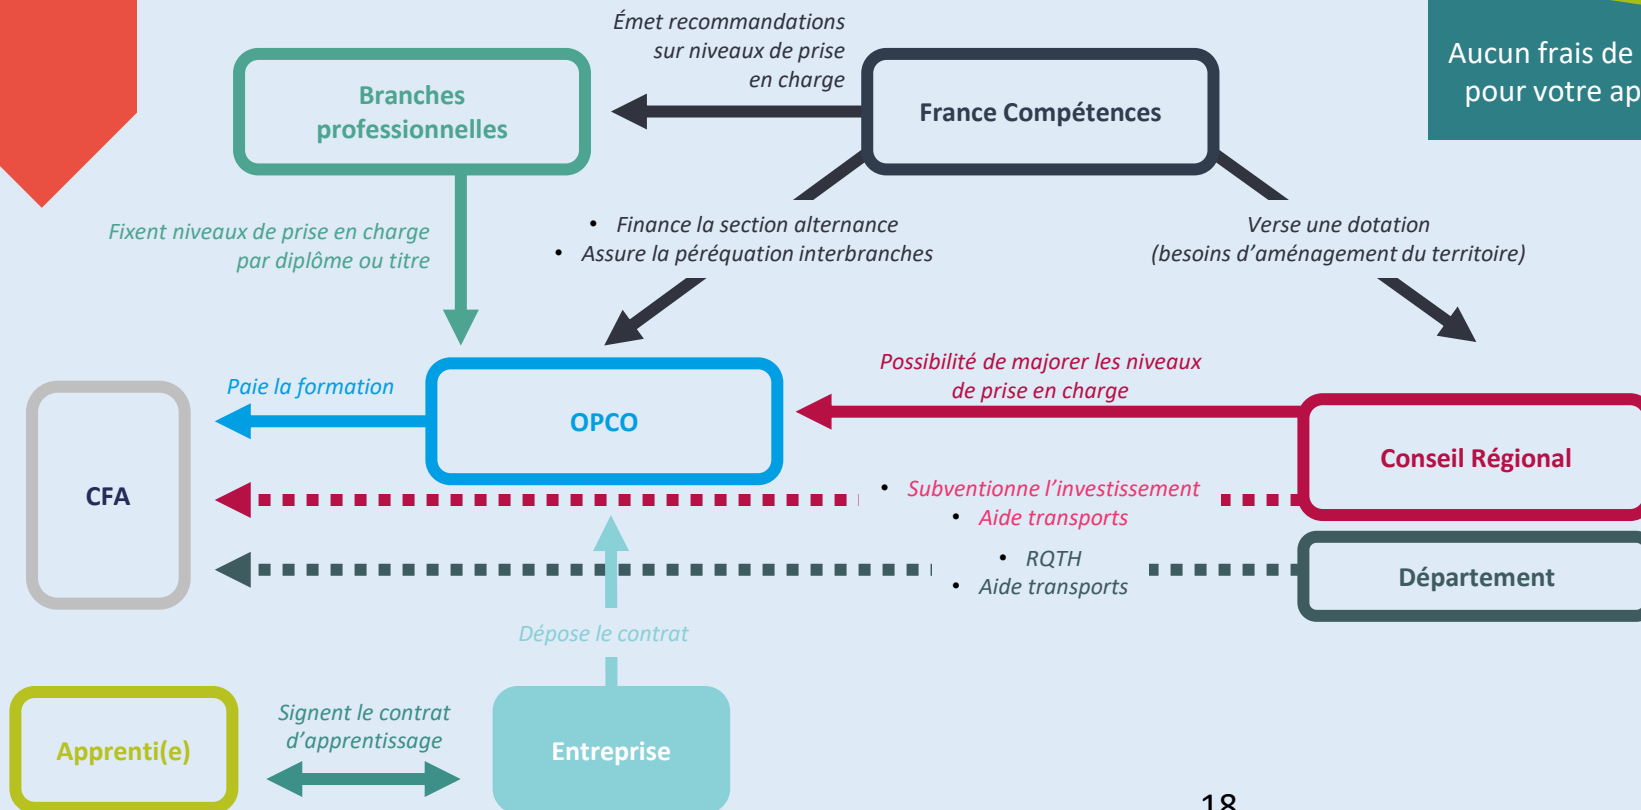 Émet recommandations
sur niveaux de prise
en charge
Aucun frais de
pour votre
Branches
professionnelles
France Compétences
Fixent niveaux de prise en charge
par diplôme ou titre
• Finance la section alternance
• Assure la péréquation interbranches
Verse une dotation
(besoins d’aménagement du territoire)
Paie la formation
OPCO
Possibilité de majorer les niveaux
de prise en charge
Conseil Régional
CFA
• Subventionne l’investissement
• Aide transports
• RQTH
• Aide transports
Département
Dépose le contrat
Apprenti(e)
Signent le contrat
d’apprentissage
Entreprise
18